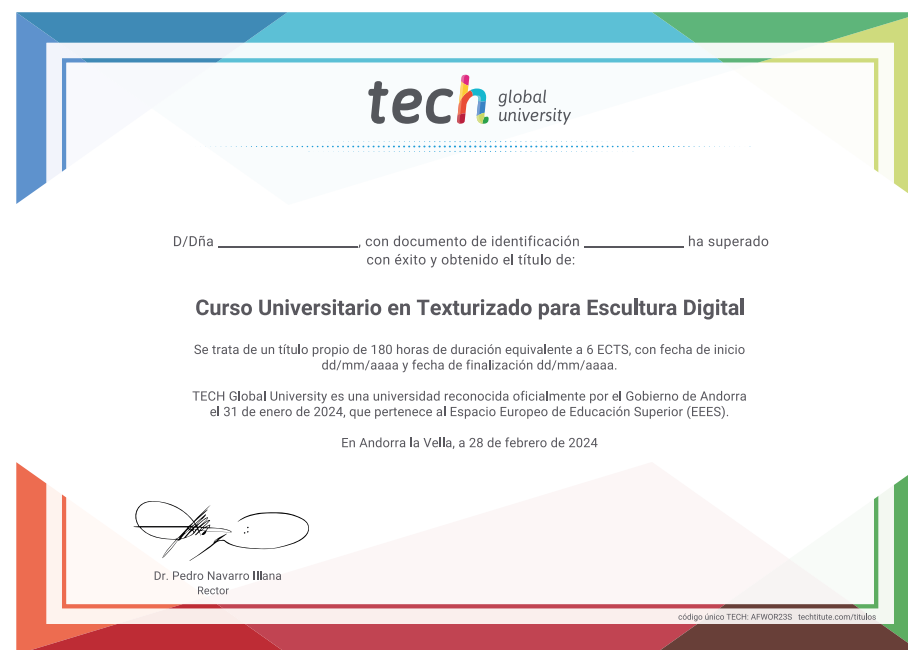 tech global university
D/Dña ____________________, con documento de identificación ______________ ha superado
con éxito y obtenido el título de:
Curso Universitario en Texturizado para Escultura Digital
Se trata de un título propio de 180 horas de duración equivalente a 6 ECTS, con fecha de inicio
dd/mm/aaaa y fecha de finalización dd/mm/aaaa.
TECH Global University es una universidad reconocida oficialmente por el Gobierno de Andorra
el 31 de enero de 2024, que pertenece al Espacio Europeo de Educación Superior (EEES).
En Andorra la Vella, a 28 de febrero de 2024
Dr. Pedro Navarro Illana
Rector
código único TECH: AFWOR23S techtitute.com/titulos